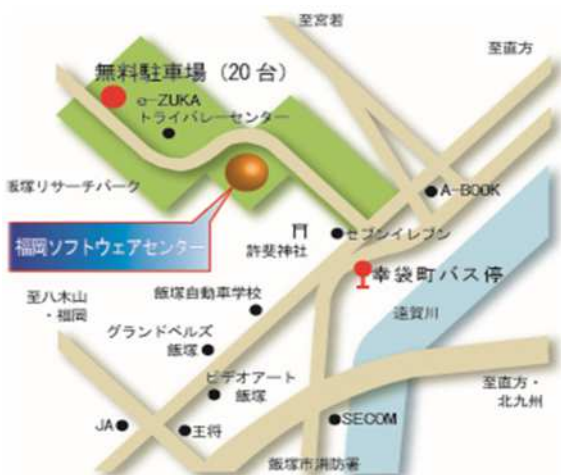 至宮若
至直方
無料駐車場（20台）
e-ZUKA
トライバレーセンター
飯塚リサーチパーク
A-BOOK
福岡ソフトウェアセンター
許斐神社
セブンイレブン
幸袋町バス停
至八木山
・福岡
飯塚自動車学校
遠賀川
グランドベルズ
飯塚
ビデオアート
飯塚
至直方・
北九州
JA
王将
SECOM
飯塚市消防署